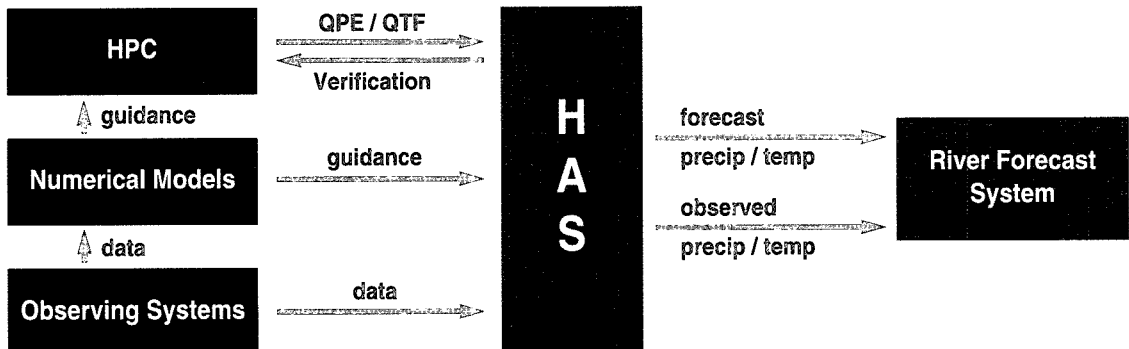 HPC
QPE / QTF
Verification
guidance
Numerical Models
guidance
data
Observing Systems
data
H
A
S
forecast
precip / temp
observed
precip / temp
River Forecast
System